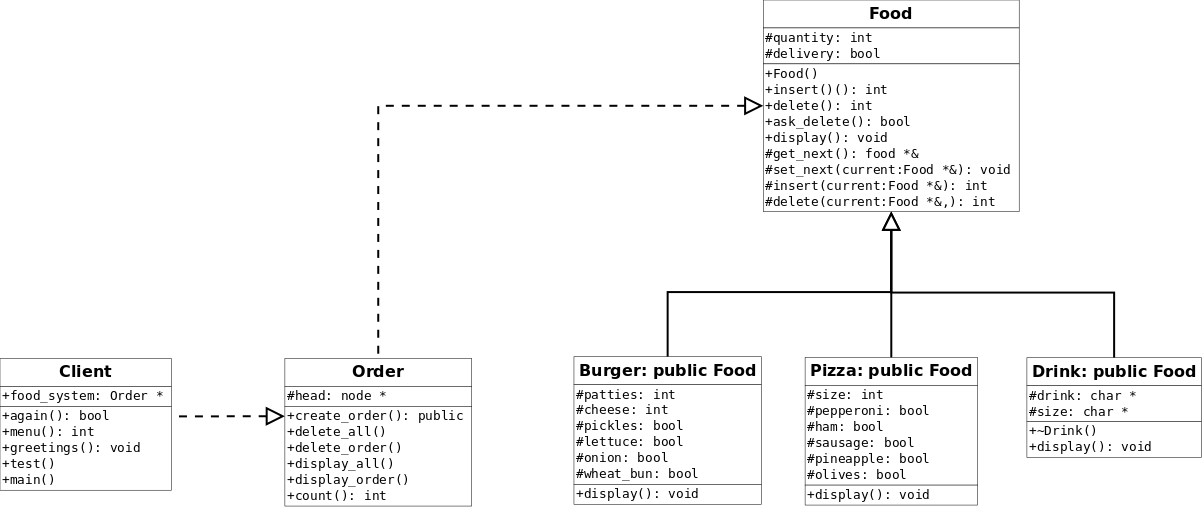 Food
#quantity: int
#delivery: bool
+Food()
+insert()(): int
+delete(): int
+ask_delete(): bool
+display(): void
#get_next(): food *&
#set_next(current:Food *&): void
#insert(current:Food *&): int
#delete(current:Food *&,): int
Client
+food_system: Order *
+again(): bool
+menu(): int
+greetings(): void
+test()
+main()
Order
#head: node *
+create_order(): public
+delete_all()
+delete_order()
+display_all()
+display_order()
+count(): int
Burger: public Food
#patties: int
#cheese: int
#pickles: bool
#lettuce: bool
#onion: bool
#wheat_bun: bool
+display(): void
Pizza: public Food
#size: int
#pepperoni: bool
#ham: bool
#sausage: bool
#pineapple: bool
#olives: bool
+display(): void
Drink: public Food
#drink: char *
#size: char *
+~Drink()
+display(): void